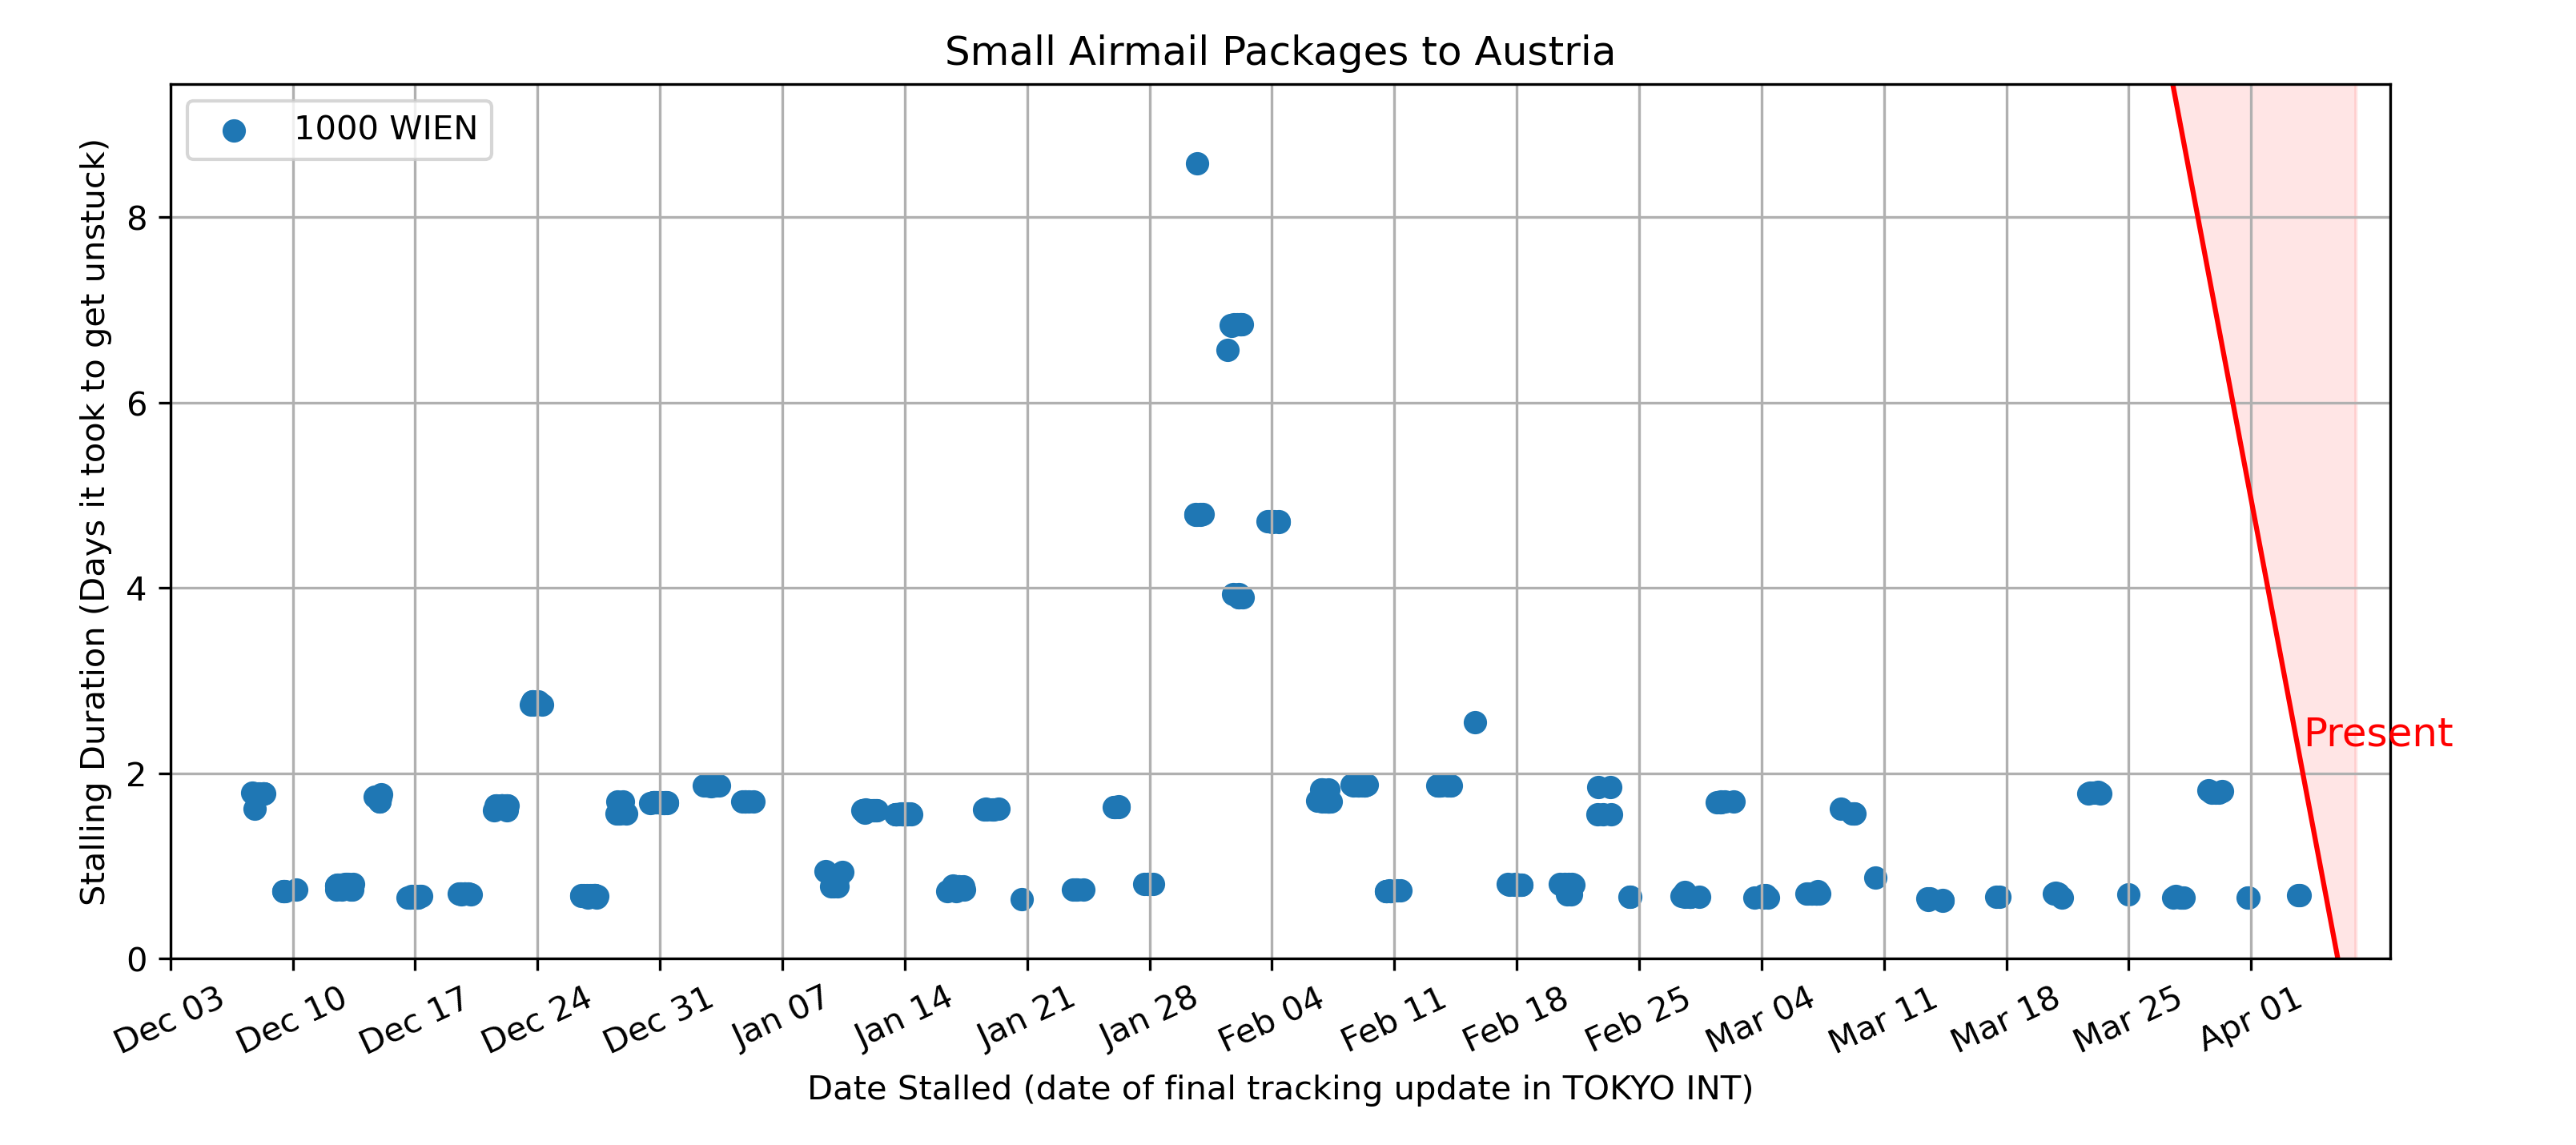 Small Airmail Packages to Austria
1000 WIEN
Stalling Duration (Days it took to get unstuck)
8
6
4
2
0
Present
Dec 03
Dec 10
Dec 17
Dec 24
Dec 31
Jan 07
Jan 14
Jan 21
Jan 28
Feb 04
Feb 11
Feb 18
Feb 25
Mar 04
Mar 11
Mar 18
Mar 25
Apr 01
Date Stalled (date of final tracking update in TOKYO INT)